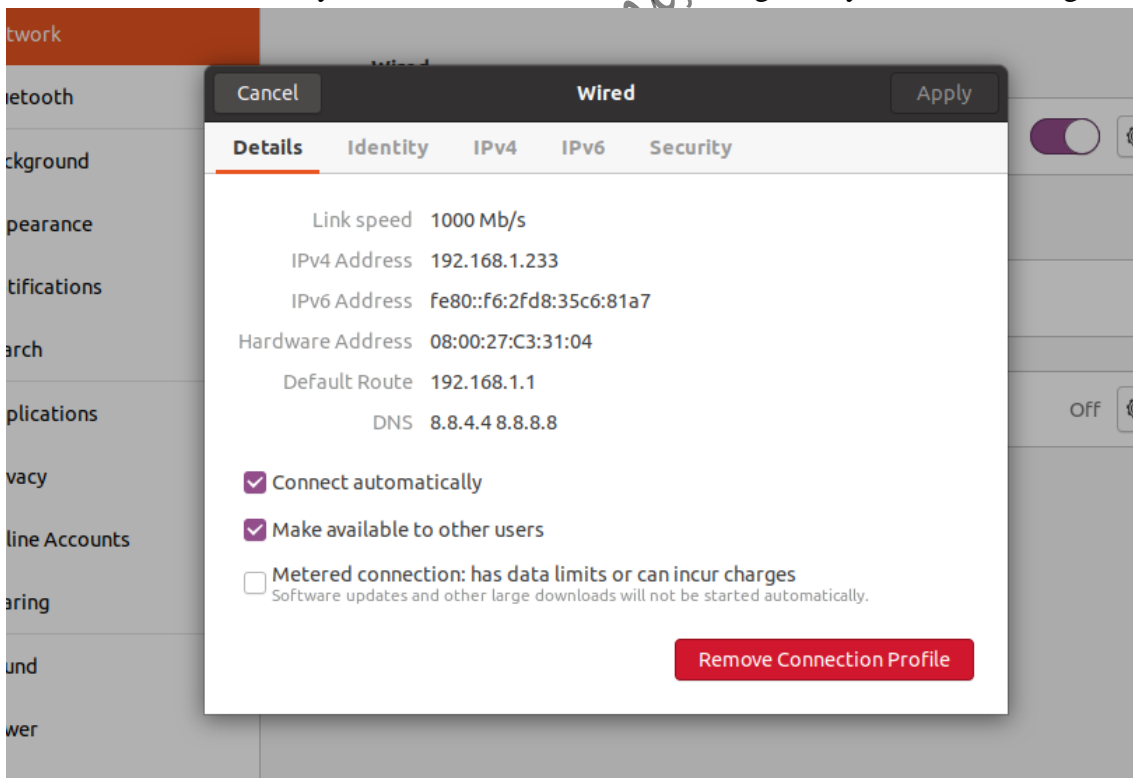 twork
Wired
Cancel
Wired
Apply
etooth
Details Identity IPv4 IPv6 Security
ckground
Link speed 1000 Mb/s
pearance
IPv4 Address 192.168.1.233
tifications
IPv6 Address fe80::f6:2fd8:35c6:81a7
arch
Hardware Address 08:00:27:C3:31:04
Default Route 192.168.1.1
plications
Off
DNS 8.8.4.4 8.8.8.8
vacy
Connect automatically
Make available to other users
line Accounts
Metered connection: has data limits or can incur charges
Software updates and other large downloads will not be started automatically.
aring
und
Remove Connection Profile
wer